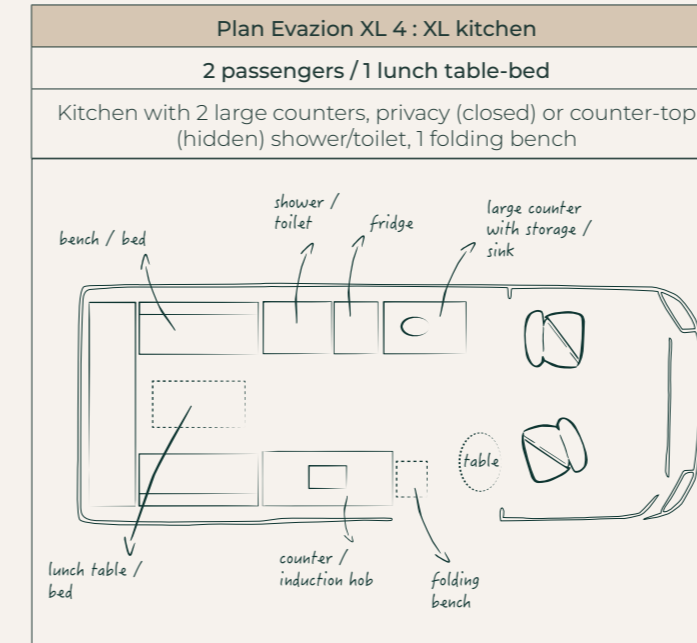 Plan Evazion XL 4 : XL kitchen
2 passengers / 1 lunch table-bed
Kitchen with 2 large counters, privacy (closed) or counter-top
(hidden) shower/toilet, 1 folding bench
shower /
toilet
fridge
large counter
with storage /
sink
bench / bed
table
lunch table /
bed
counter /
induction hob
folding
bench